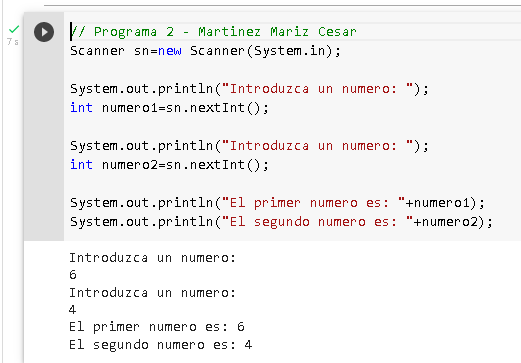 7s
// Programa 2 - Martinez Mariz Cesar
Scanner sn=new Scanner(System.in);
System.out.println("Introduzca un numero: ");
int numero1=sn.nextInt();
System.out.println("Introduzca un numero: ");
int numero2=sn.nextInt();
System.out.println("El primer numero es: "+numero1);
System.out.println("El segundo numero es: "+numero2);
Introduzca un numero:
6
Introduzca un numero:
4
El primer numero es: 6
El segundo numero es: 4